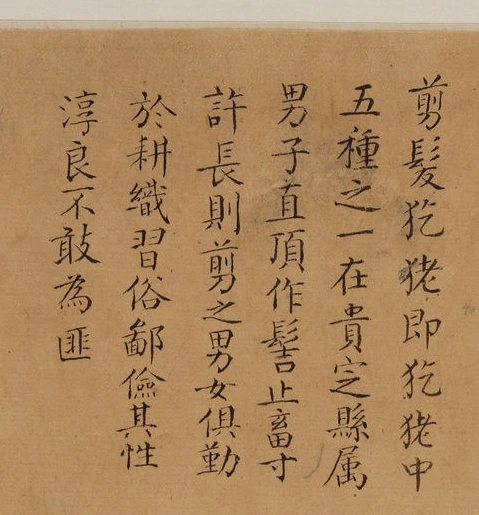 剪髮犵狫即犵狫中
五種之一在貴定縣属
男子直頂作髻止畜寸
許長則剪之男女俱勤
於耕織習俗鄙儉其性
淳良不敢為匪